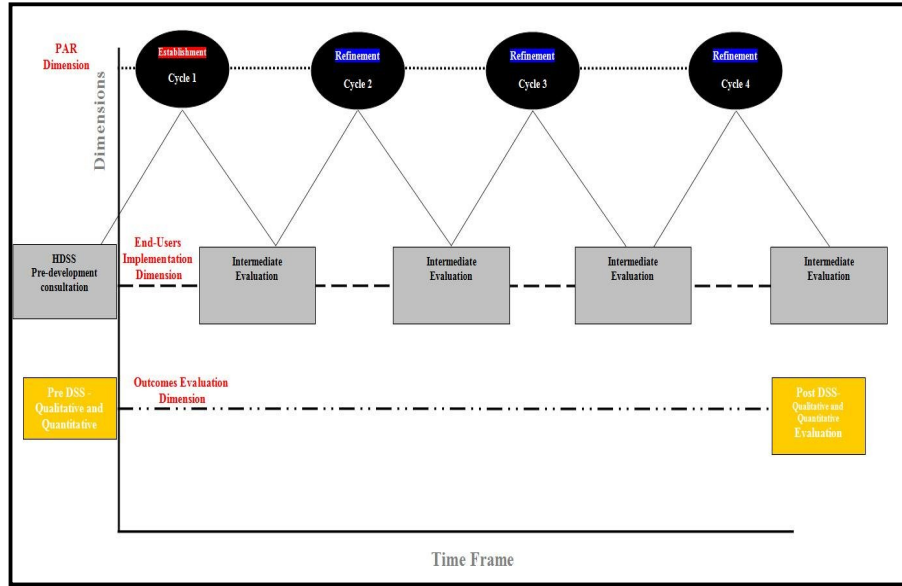 PAR
Dimension
Dimensions
Establishment
Cycle 1
Refinement
Cycle 2
Refinement
Cycle 3
Refinement
Cycle 4
HDSS
Pre-development
consultation
End-Users
Implementation
Dimension
Intermediate
Evaluation
Intermediate
Evaluation
Intermediate
Evaluation
Intermediate
Evaluation
Pre DSS -
Qualitative and
Quantitative
Outcomes Evaluation
Dimension
Post DSS-
Qualitative and
Quantitative
Evaluation
Time Frame